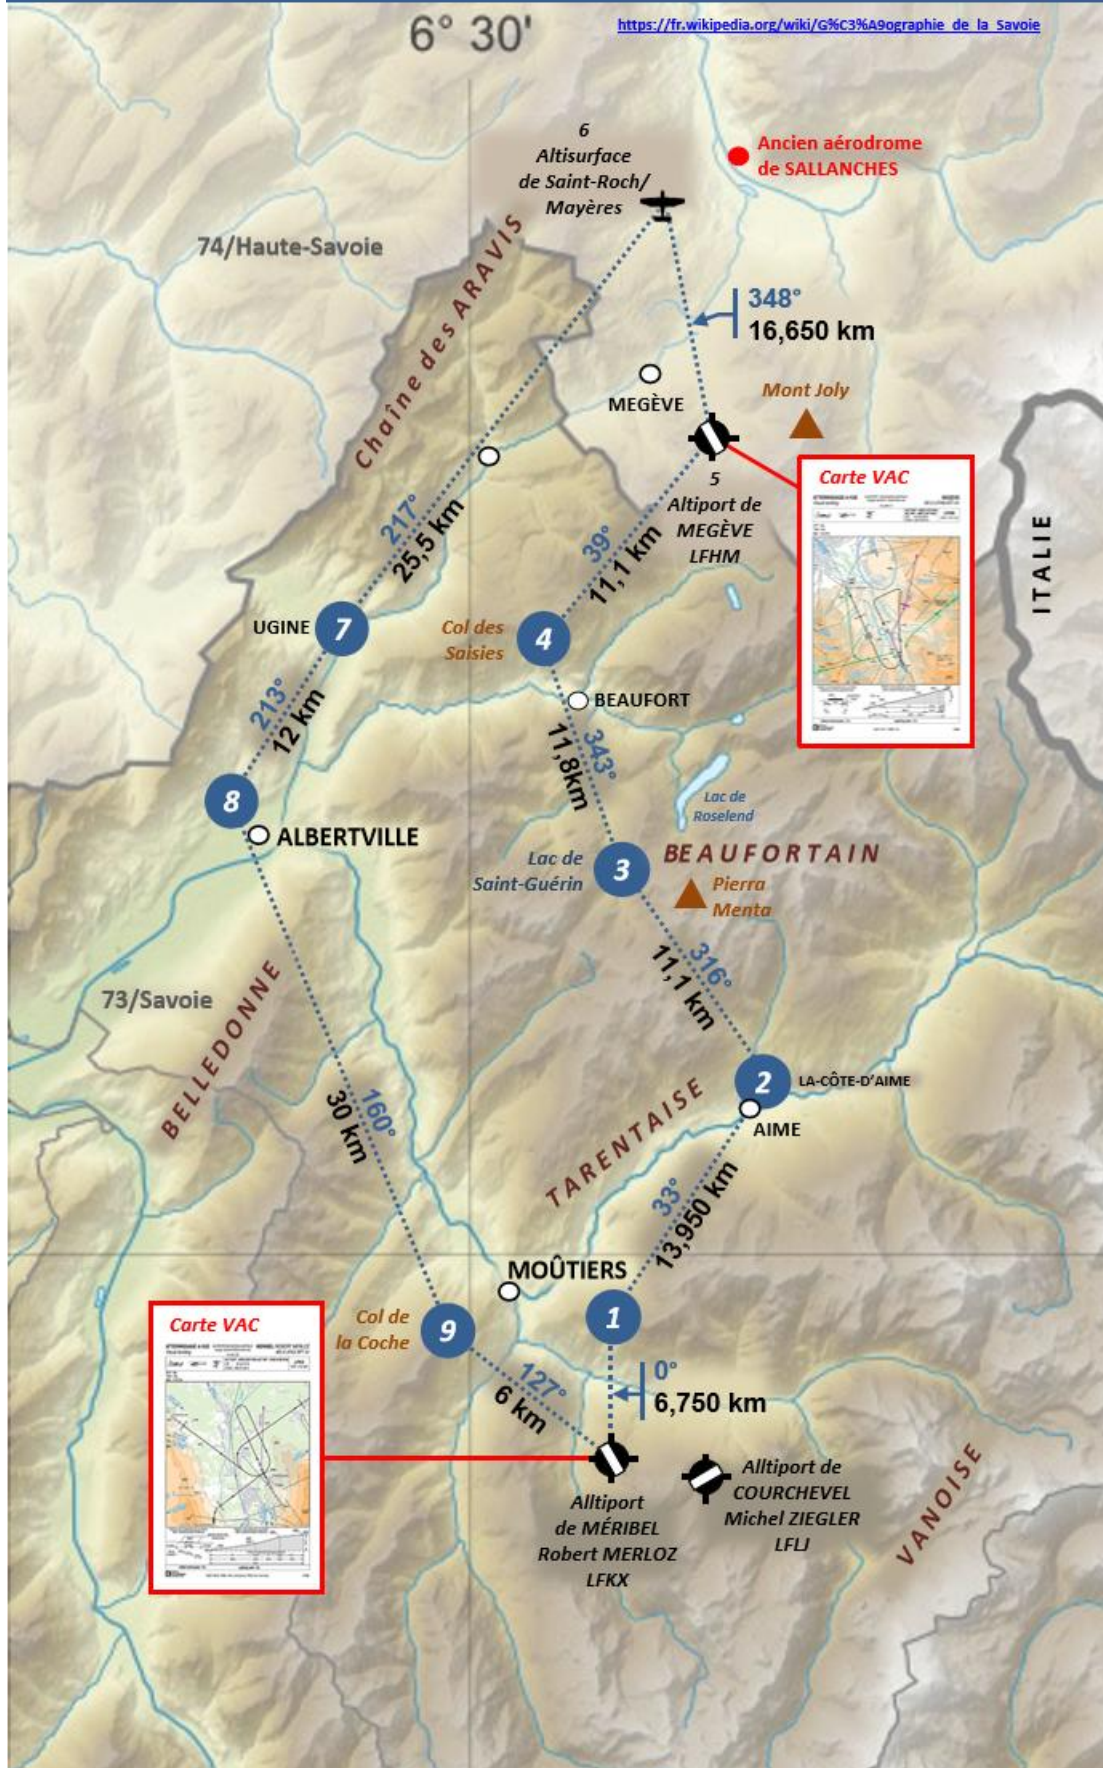 https://fr.wikipedia.org/wiki/G%C3%A9ographie_de_la_Savoie
6° 30'
6
Altisurface
de Saint-Roch/
Mayères
Ancien aérodrome
de SALLANCHES
74/Haute-Savoie
Chaîne des ARAVIS
348°
16,650 km
MEGÈVE
Mont Joly
Carte VAC
5
Altiport de
MEGÈVE
LFHM
ITALIE
217°
25,5 km
39°
11,1 km
UGINE
7
Col des
Saisies
4
BEAUFORT
213°
12 km
343°
11,8km
8
ALBERTVILLE
Lac de
Roselend
BEAUFORTAIN
Lac de
Saint-Guérin
3
Pierra
Menta
316°
11,1 km
73/Savoie
BELLEDONNE
2
LA-CÔTE-D'AIME
AIME
TARENTAISE
160°
30 km
33°
13,950 km
MOÛTIERS
1
Col de
la Coche
9
Carte VAC
127°
6 km
0°
6,750 km
Alltiport
de MÉRIBEL
Robert MERLOZ
LFKX
Alltiport de
COURCHEVEL
Michel ZIEGLER
LFLJ
VANOISE